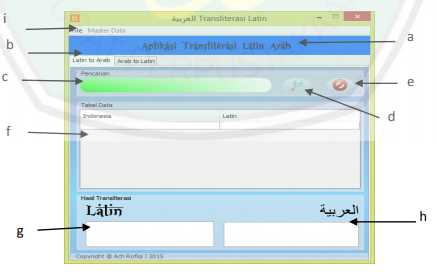 i
العربية Transliterasi Latin
File Master Data
b
Aplikasi Transliterasi Latin Arab
a
Latin to Arab Arab to Latin
Pencarian
c
e
d
Tabel Data
Indonesia Latin
f
Hasil Transliterasi
Latin العربية
g
h
Copyright @ Ach Rofiqi I 2015